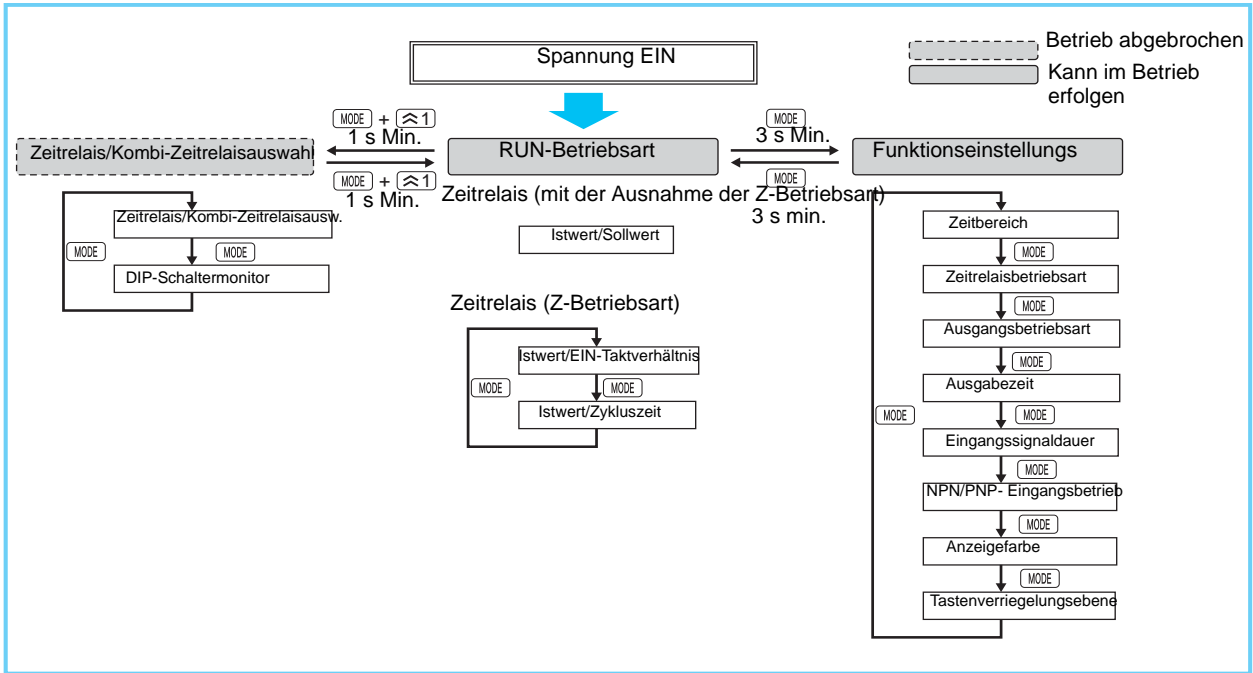 Spannung EIN
Betrieb abgebrochen
Kann im Betrieb
erfolgen
MODE + 1
1 s Min.
MODE
3 s Min.
Zeitrelais/Kombi-Zeitrelaisauswahl
RUN-Betriebsart
Funktionseinstellungs
MODE + 1
1 s Min.
MODE
3 s min.
Zeitrelais (mit der Ausnahme der Z-Betriebsart)
Istwert/Sollwert
Zeitrelais/Kombi-Zeitrelaisausw.
MODE
MODE
DIP-Schaltermonitor
Zeitrelais (Z-Betriebsart)
Istwert/EIN-Taktverhältnis
MODE
MODE
Istwert/Zykluszeit
Zeitbereich
MODE
Zeitrelaisbetriebsart
MODE
Ausgangsbetriebsart
MODE
Ausgabezeit
MODE
MODE
Eingangssignaldauer
MODE
NPN/PNP- Eingangsbetrieb
MODE
Anzeigefarbe
MODE
Tastenverriegelungsebene